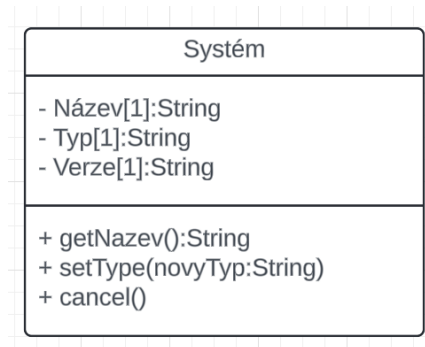 Systém
- Název[1]:String
- Typ[1]:String
- Verze[1]:String
+ getNazev():String
+ setType(novyTyp:String)
+ cancel()